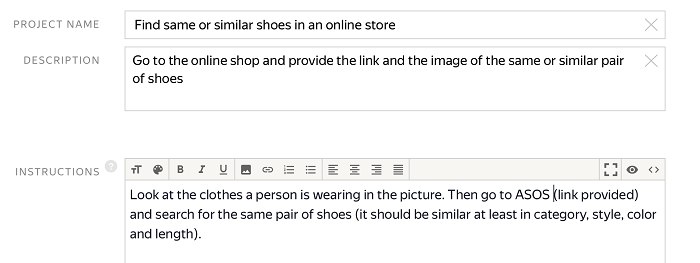 PROJECT NAME
Find same or similar shoes in an online store
DESCRIPTION
Go to the online shop and provide the link and the image of the same or similar pair
of shoes
INSTRUCTIONS ?
тT B I U <>
Look at the clothes a person is wearing in the picture. Then go to ASOS (link provided)
and search for the same pair of shoes (it should be similar at least in category, style, color
and length).